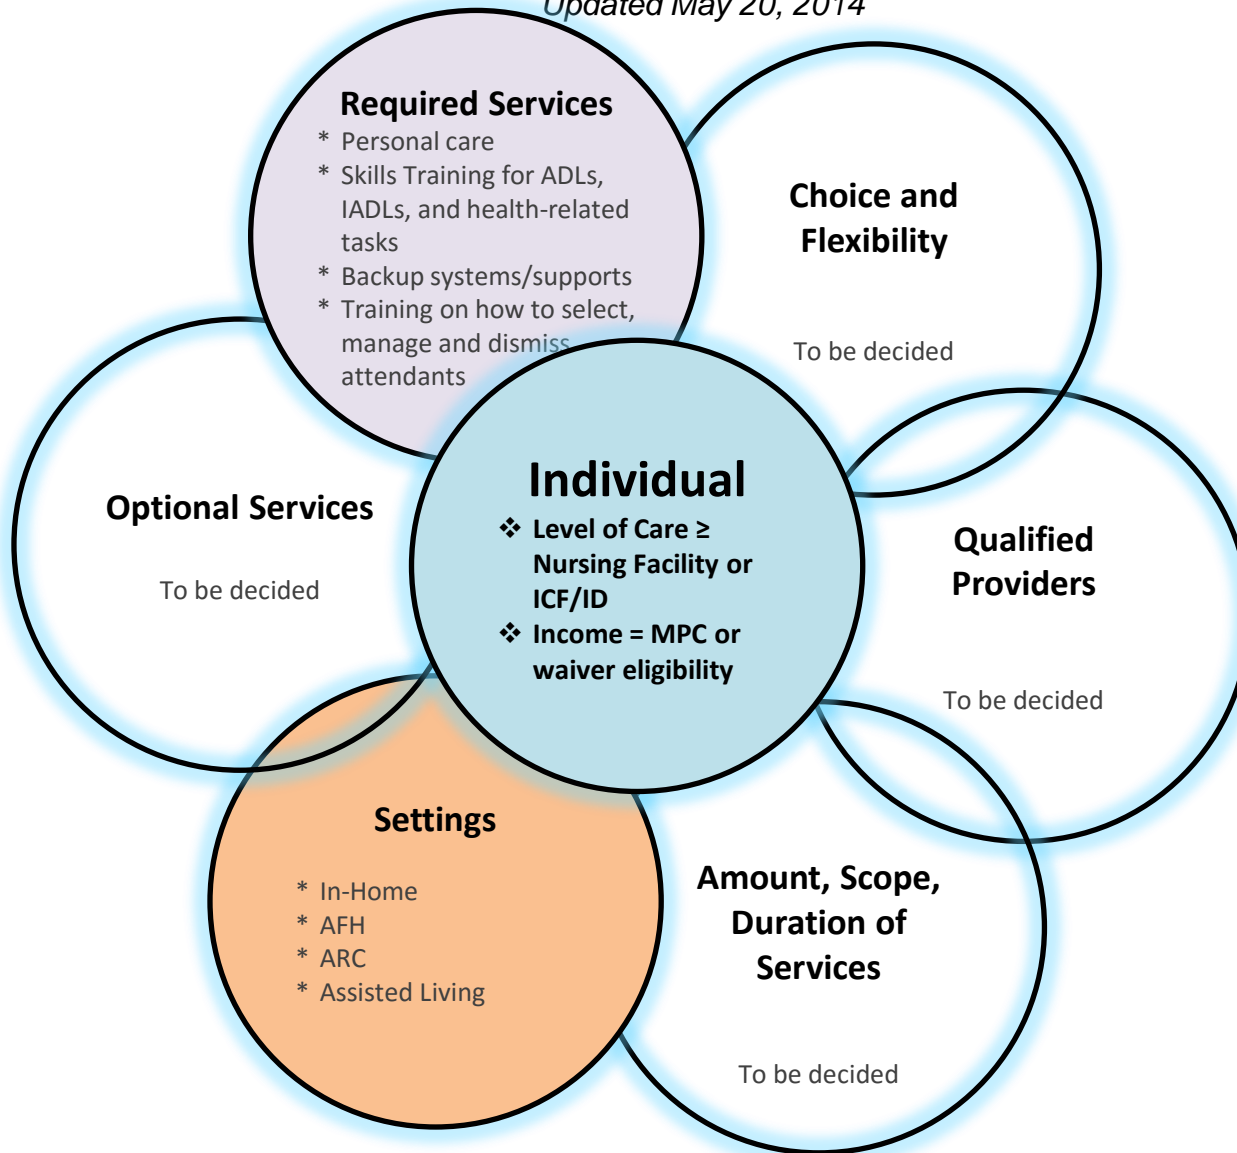 Updated May 20, 2014
Required Services
* Personal care
* Skills Training for ADLs,
IADLs, and health-related
tasks
* Backup systems/supports
* Training on how to select,
manage and dismiss
attendants
Choice and
Flexibility
To be decided
Optional Services
To be decided
Individual
❖ Level of Care ≥
Nursing Facility or
ICF/ID
❖ Income = MPC or
waiver eligibility
Qualified
Providers
To be decided
Settings
* In-Home
* AFH
* ARC
* Assisted Living
Amount, Scope,
Duration of
Services
To be decided